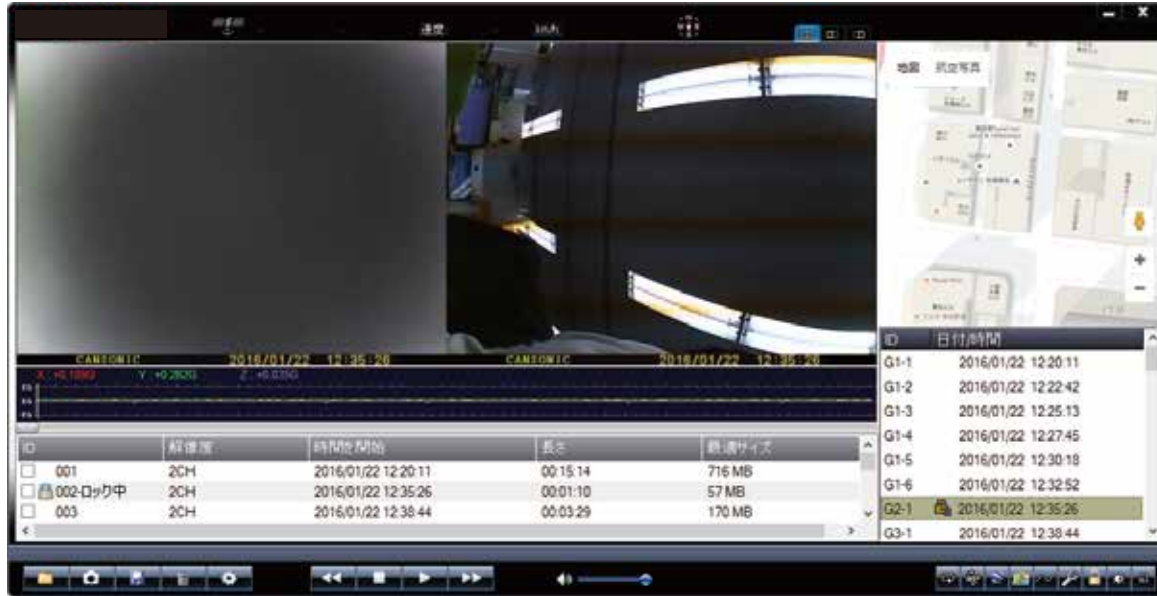 速度 km/h
地図 航空写真
CANSONIC 2016/01/22 12:35:26 CANSONIC 2016/01/22 12:35:26
X : +0.189G Y : +0.282G Z : +0.035G
ID 解像度 時間を開始 長さ 最適サイズ
001 2CH 2016/01/22 12:20:11 00:15:14 716 MB
002-ロック中 2CH 2016/01/22 12:35:26 00:01:10 57 MB
003 2CH 2016/01/22 12:38:44 00:03:29 170 MB
ID 日付/時間
G1-1 2016/01/22 12:20:11
G1-2 2016/01/22 12:22:42
G1-3 2016/01/22 12:25:13
G1-4 2016/01/22 12:27:45
G1-5 2016/01/22 12:30:18
G1-6 2016/01/22 12:32:52
G2-1 2016/01/22 12:35:26
G3-1 2016/01/22 12:38:44